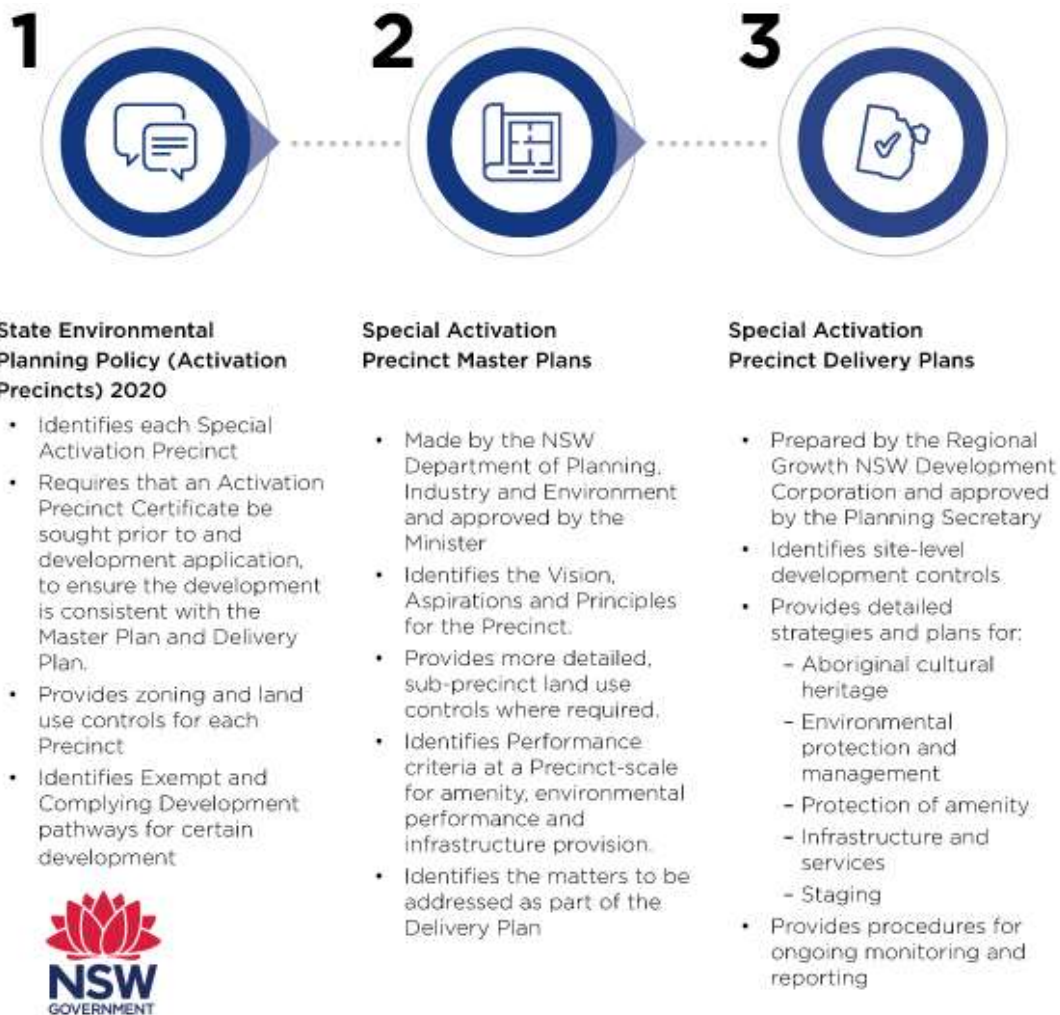 1
State Environmental
Planning Policy (Activation
Precincts) 2020
• Identifies each Special
Activation Precinct
• Requires that an Activation
Precinct Certificate be
sought prior to and
development application,
to ensure the development
is consistent with the
Master Plan and Delivery
Plan.
• Provides zoning and land
use controls for each
Precinct
• Identifies Exempt and
Complying Development
pathways for certain
development
NSW
GOVERNMENT
2
Special Activation
Precinct Master Plans
• Made by the NSW
Department of Planning,
Industry and Environment
and approved by the
Minister
• Identifies the Vision,
Aspirations and Principles
for the Precinct.
• Provides more detailed,
sub-precinct land use
controls where required.
• Identifies Performance
criteria at a Precinct-scale
for amenity, environmental
performance and
infrastructure provision.
• Identifies the matters to be
addressed as part of the
Delivery Plan
3
Special Activation
Precinct Delivery Plans
• Prepared by the Regional
Growth NSW Development
Corporation and approved
by the Planning Secretary
• Identifies site-level
development controls
• Provides detailed
strategies and plans for:
– Aboriginal cultural
heritage
– Environmental
protection and
management
– Protection of amenity
– Infrastructure and
services
– Staging
• Provides procedures for
ongoing monitoring and
reporting